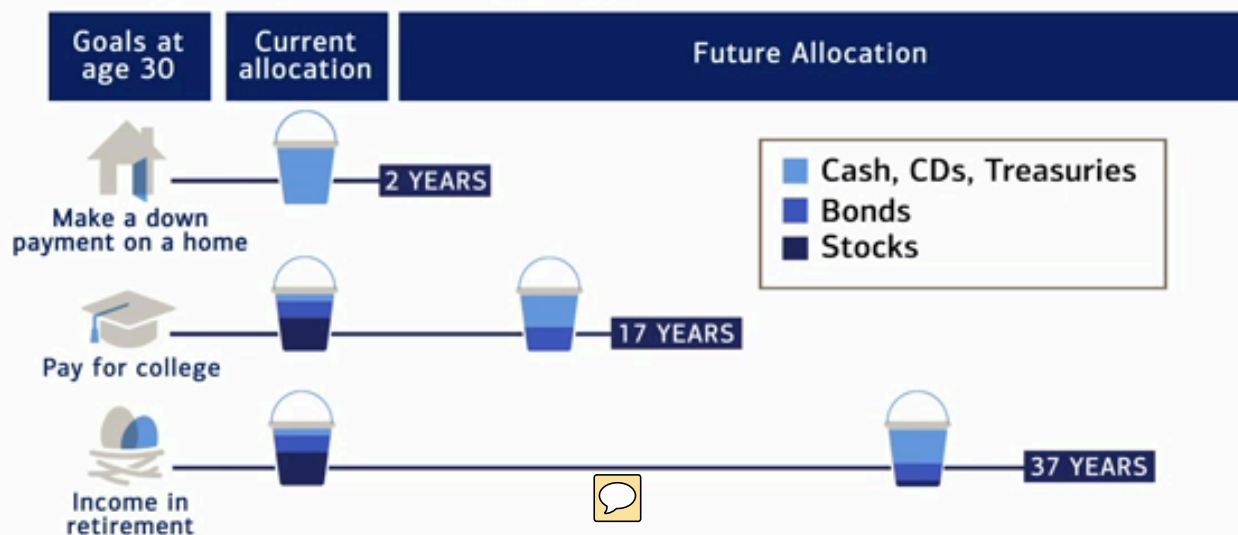 Goals at
age 30
Current
allocation
Future Allocation
Cash, CDs, Treasuries
Bonds
Stocks
2 YEARS
Make a down
payment on a home
17 YEARS
Pay for college
37 YEARS
Income in
retirement